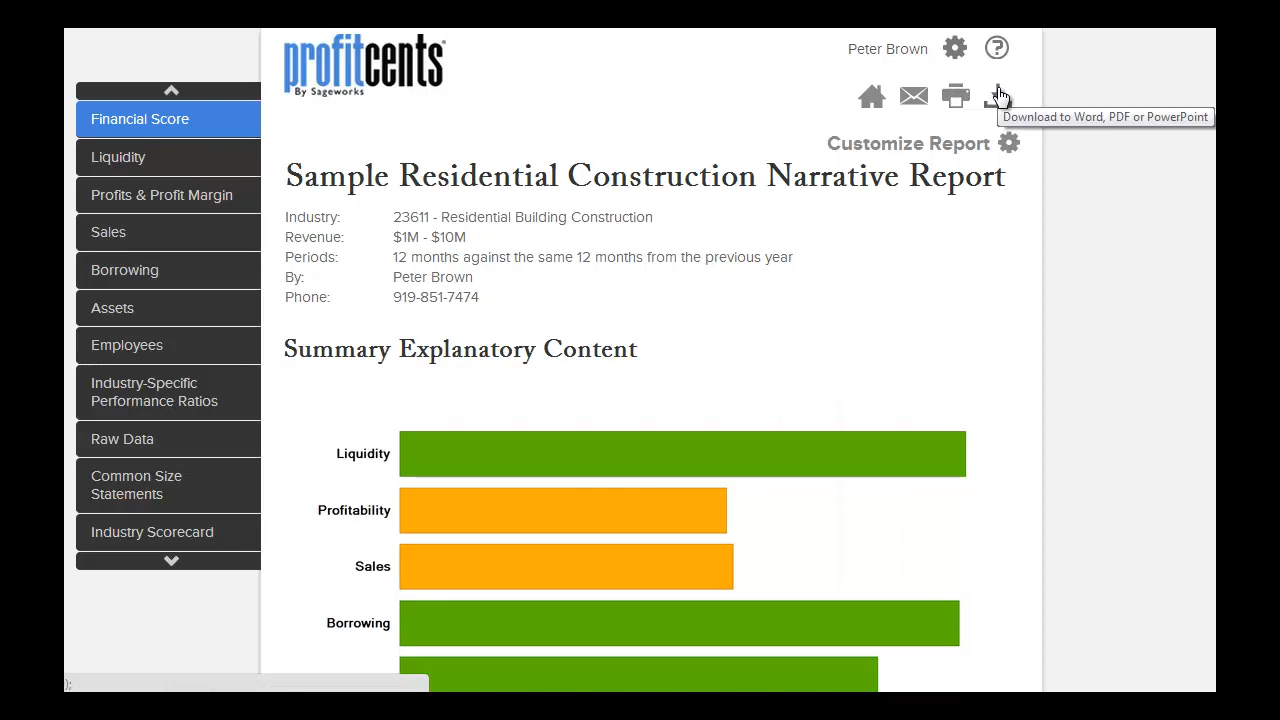 profitcents
By Sageworks
Peter Brown
Download to Word, PDF or PowerPoint
Customize Report
Financial Score
Liquidity
Profits & Profit Margin
Sales
Borrowing
Assets
Employees
Industry-Specific
Performance Ratios
Raw Data
Common Size
Statements
Industry Scorecard
Sample Residential Construction Narrative Report
Industry: 23611 - Residential Building Construction
Revenue: $1M - $10M
Periods: 12 months against the same 12 months from the previous year
By: Peter Brown
Phone: 919-851-7474
Summary Explanatory Content
Liquidity
Profitability
Sales
Borrowing
);